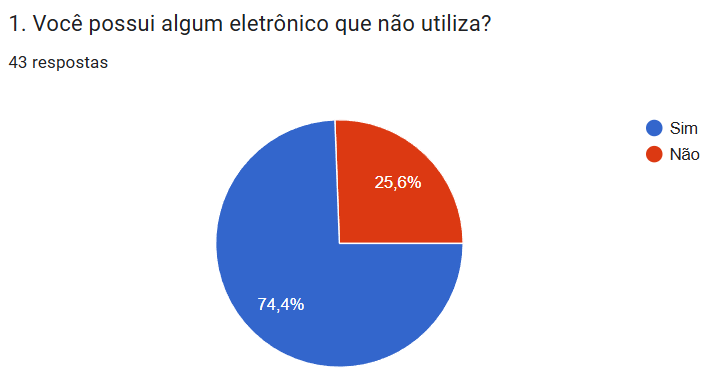 1. Você possui algum eletrônico que não utiliza?
43 respostas
Sim
Não
25,6%
74,4%